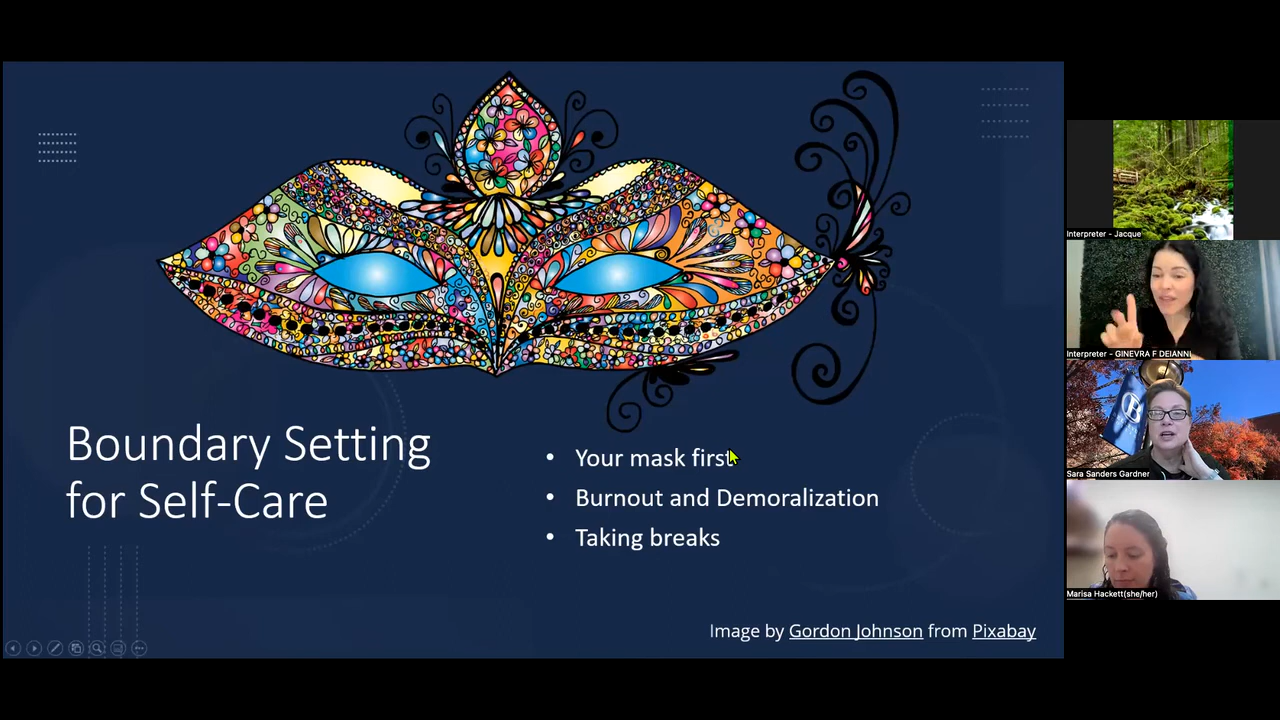 Boundary Setting
for Self-Care
• Your mask first
• Burnout and Demoralization
• Taking breaks
Image by Gordon Johnson from Pixabay
Interpreter - Jacque
Interpreter - GINEVRA F DEIANNI
B
Sara Sanders Gardner
Marisa Hackett(she/her)